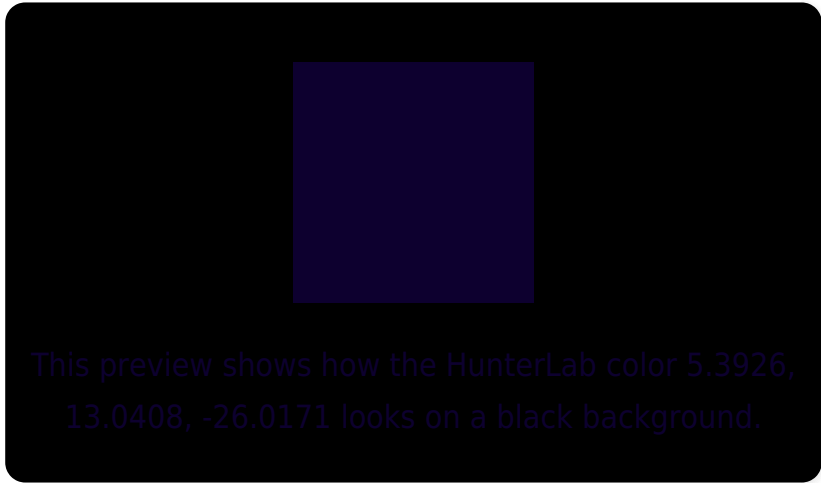 This preview shows how the HunterLab color 5.3926,
13.0408, -26.0171 looks on a black background.